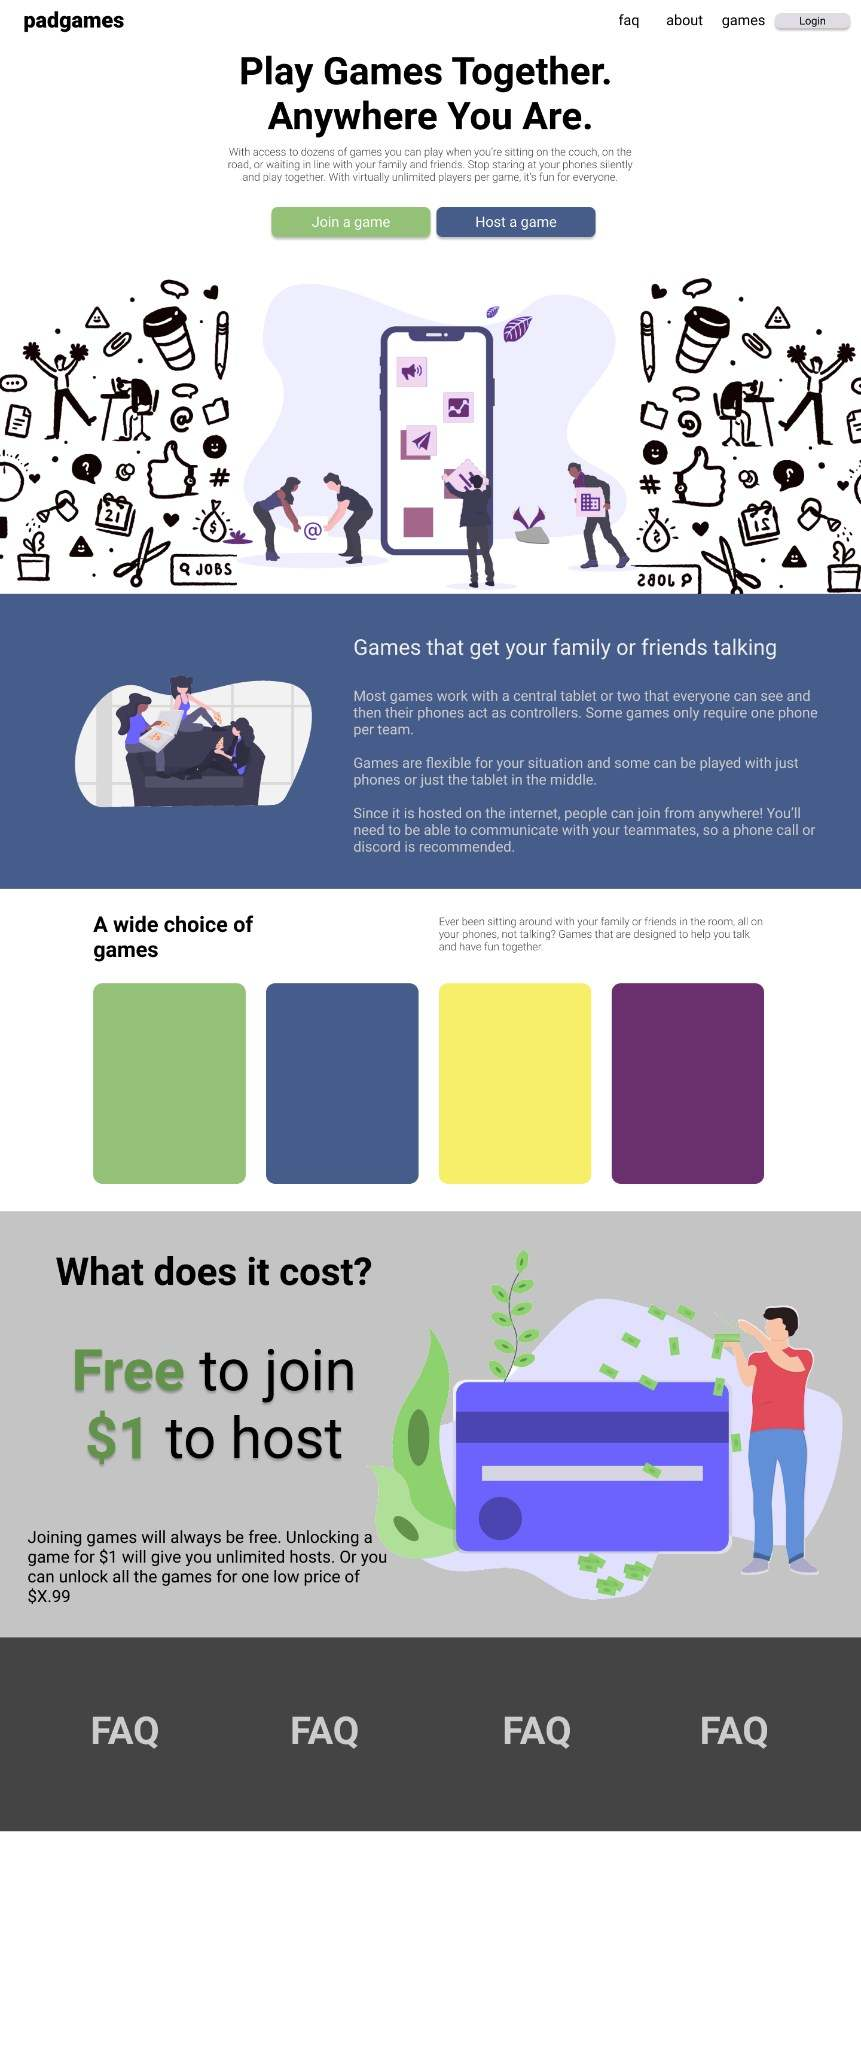 padgames
faq about games Login
Play Games Together.
Anywhere You Are.
With access to dozens of games you can play when you're sitting on the couch, on the
road, or waiting in line with your family and friends. Stop staring at your phones silently
and play together. With virtually unlimited players per game, it's fun for everyone.
Join a game Host a game
@
@
?
?
#
#
$
21
21
$
@
JOBS
JOBS
Games that get your family or friends talking
Most games work with a central tablet or two that everyone can see and
then their phones act as controllers. Some games only require one phone
per team.
Games are flexible for your situation and some can be played with just
phones or just the tablet in the middle.
Since it is hosted on the internet, people can join from anywhere! You'll
need to be able to communicate with your teammates, so a phone call or
discord is recommended.
A wide choice of
games
Ever been sitting around with your family or friends in the room, all on
your phones, not talking? Games that are designed to help you talk
and have fun together.
What does it cost?
Free to join
$1 to host
Joining games will always be free. Unlocking a
game for $1 will give you unlimited hosts. Or you
can unlock all the games for one low price of
$X.99
FAQ FAQ FAQ FAQ